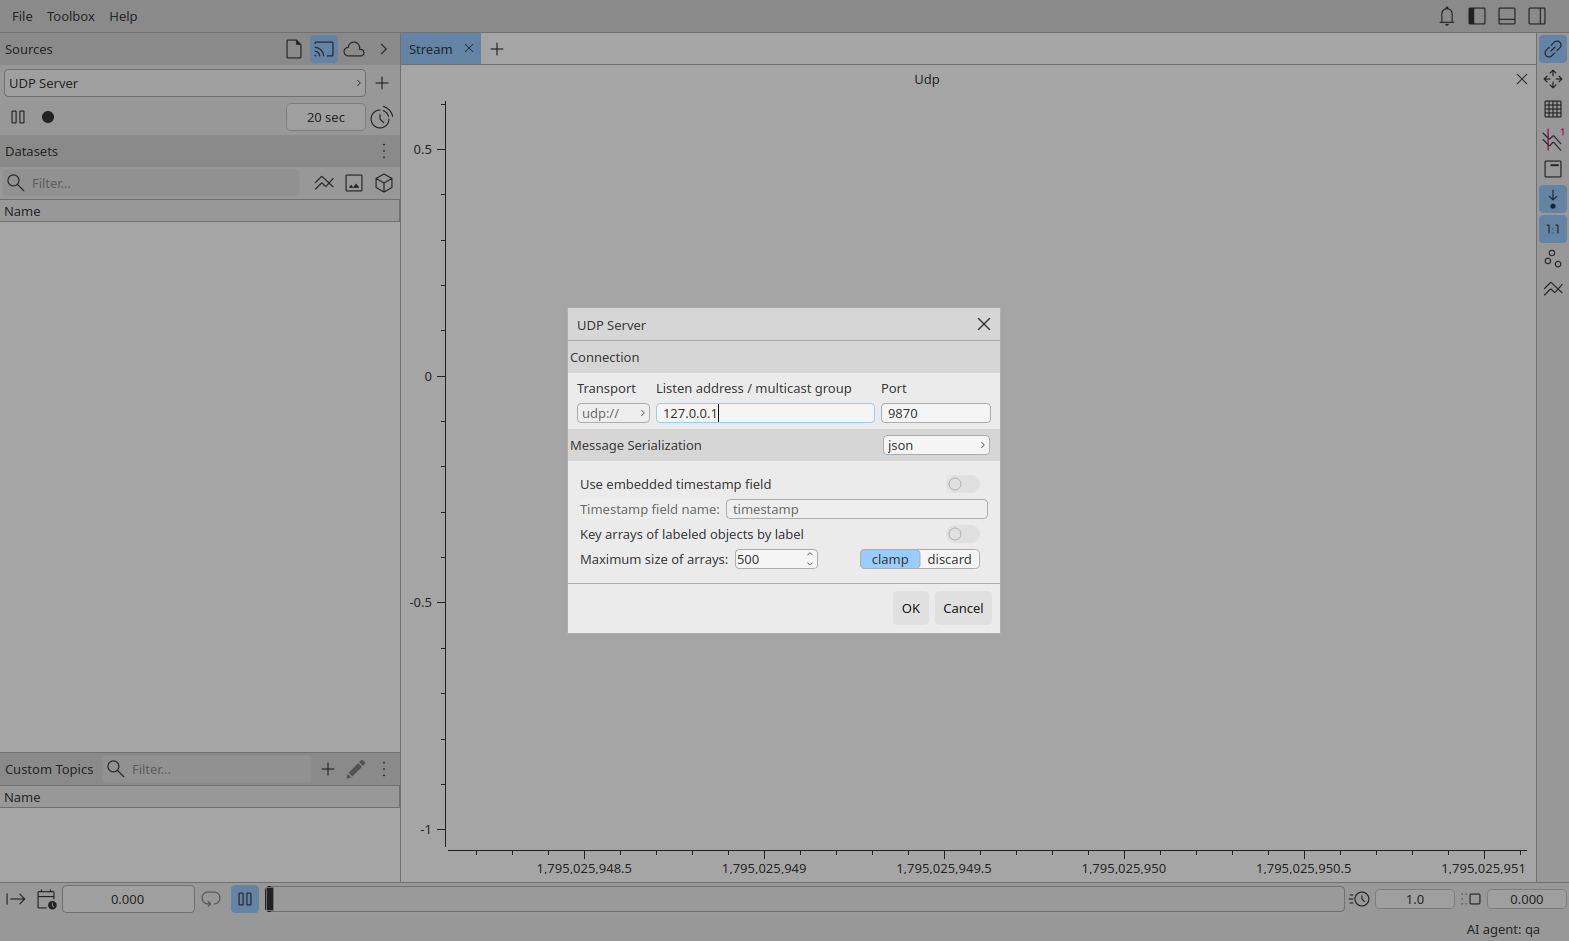 File Toolbox Help
Sources
Stream
UDP Server
Udp
20 sec
Datasets
Filter...
Name
0.5
0
-0.5
-1
UDP Server
Connection
Transport Listen address / multicast group Port
udp:// 127.0.0.1 9870
Message Serialization json
Use embedded timestamp field
Timestamp field name: timestamp
Key arrays of labeled objects by label
Maximum size of arrays: 500 clamp discard
OK Cancel
Custom Topics Filter...
Name
1,795,025,948.5 1,795,025,949 1,795,025,949.5 1,795,025,950 1,795,025,950.5 1,795,025,951
0.000 1.0 0.000
AI agent: qa
1
1:1